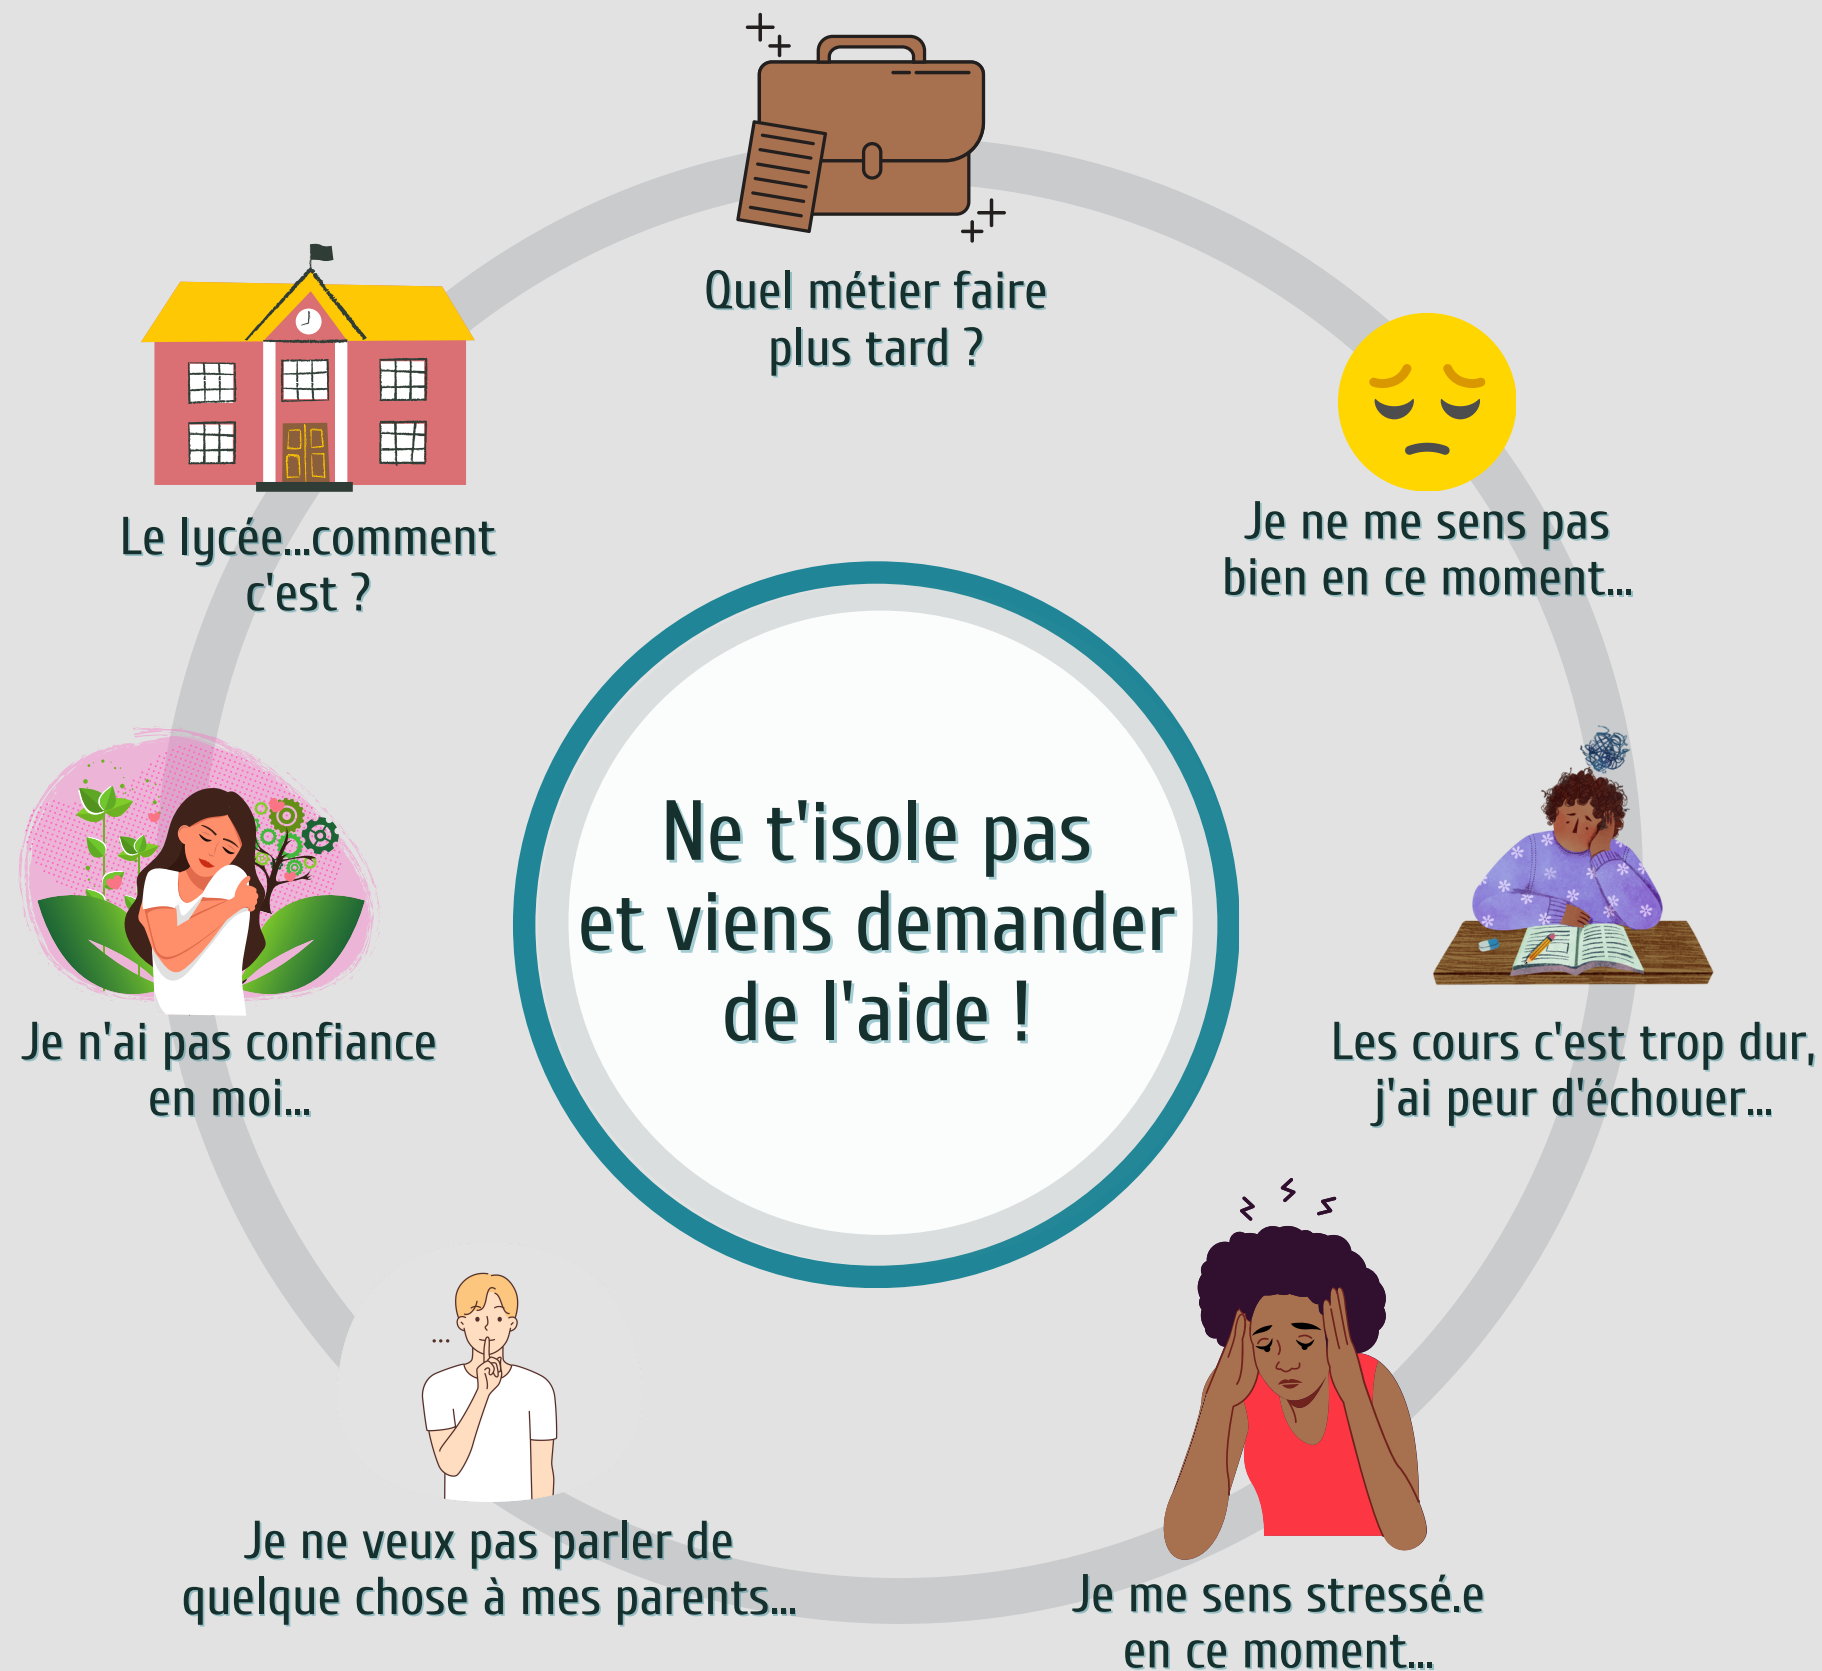 Quel métier faire
plus tard ?
Je ne me sens pas
bien en ce moment...
Le lycée...comment
c'est ?
Ne t'isole pas
et viens demander
de l'aide !
Je n'ai pas confiance
en moi...
Les cours c'est trop dur,
j'ai peur d'échouer...
...
Je ne veux pas parler de
quelque chose à mes parents...
Je me sens stressé.e
en ce moment...